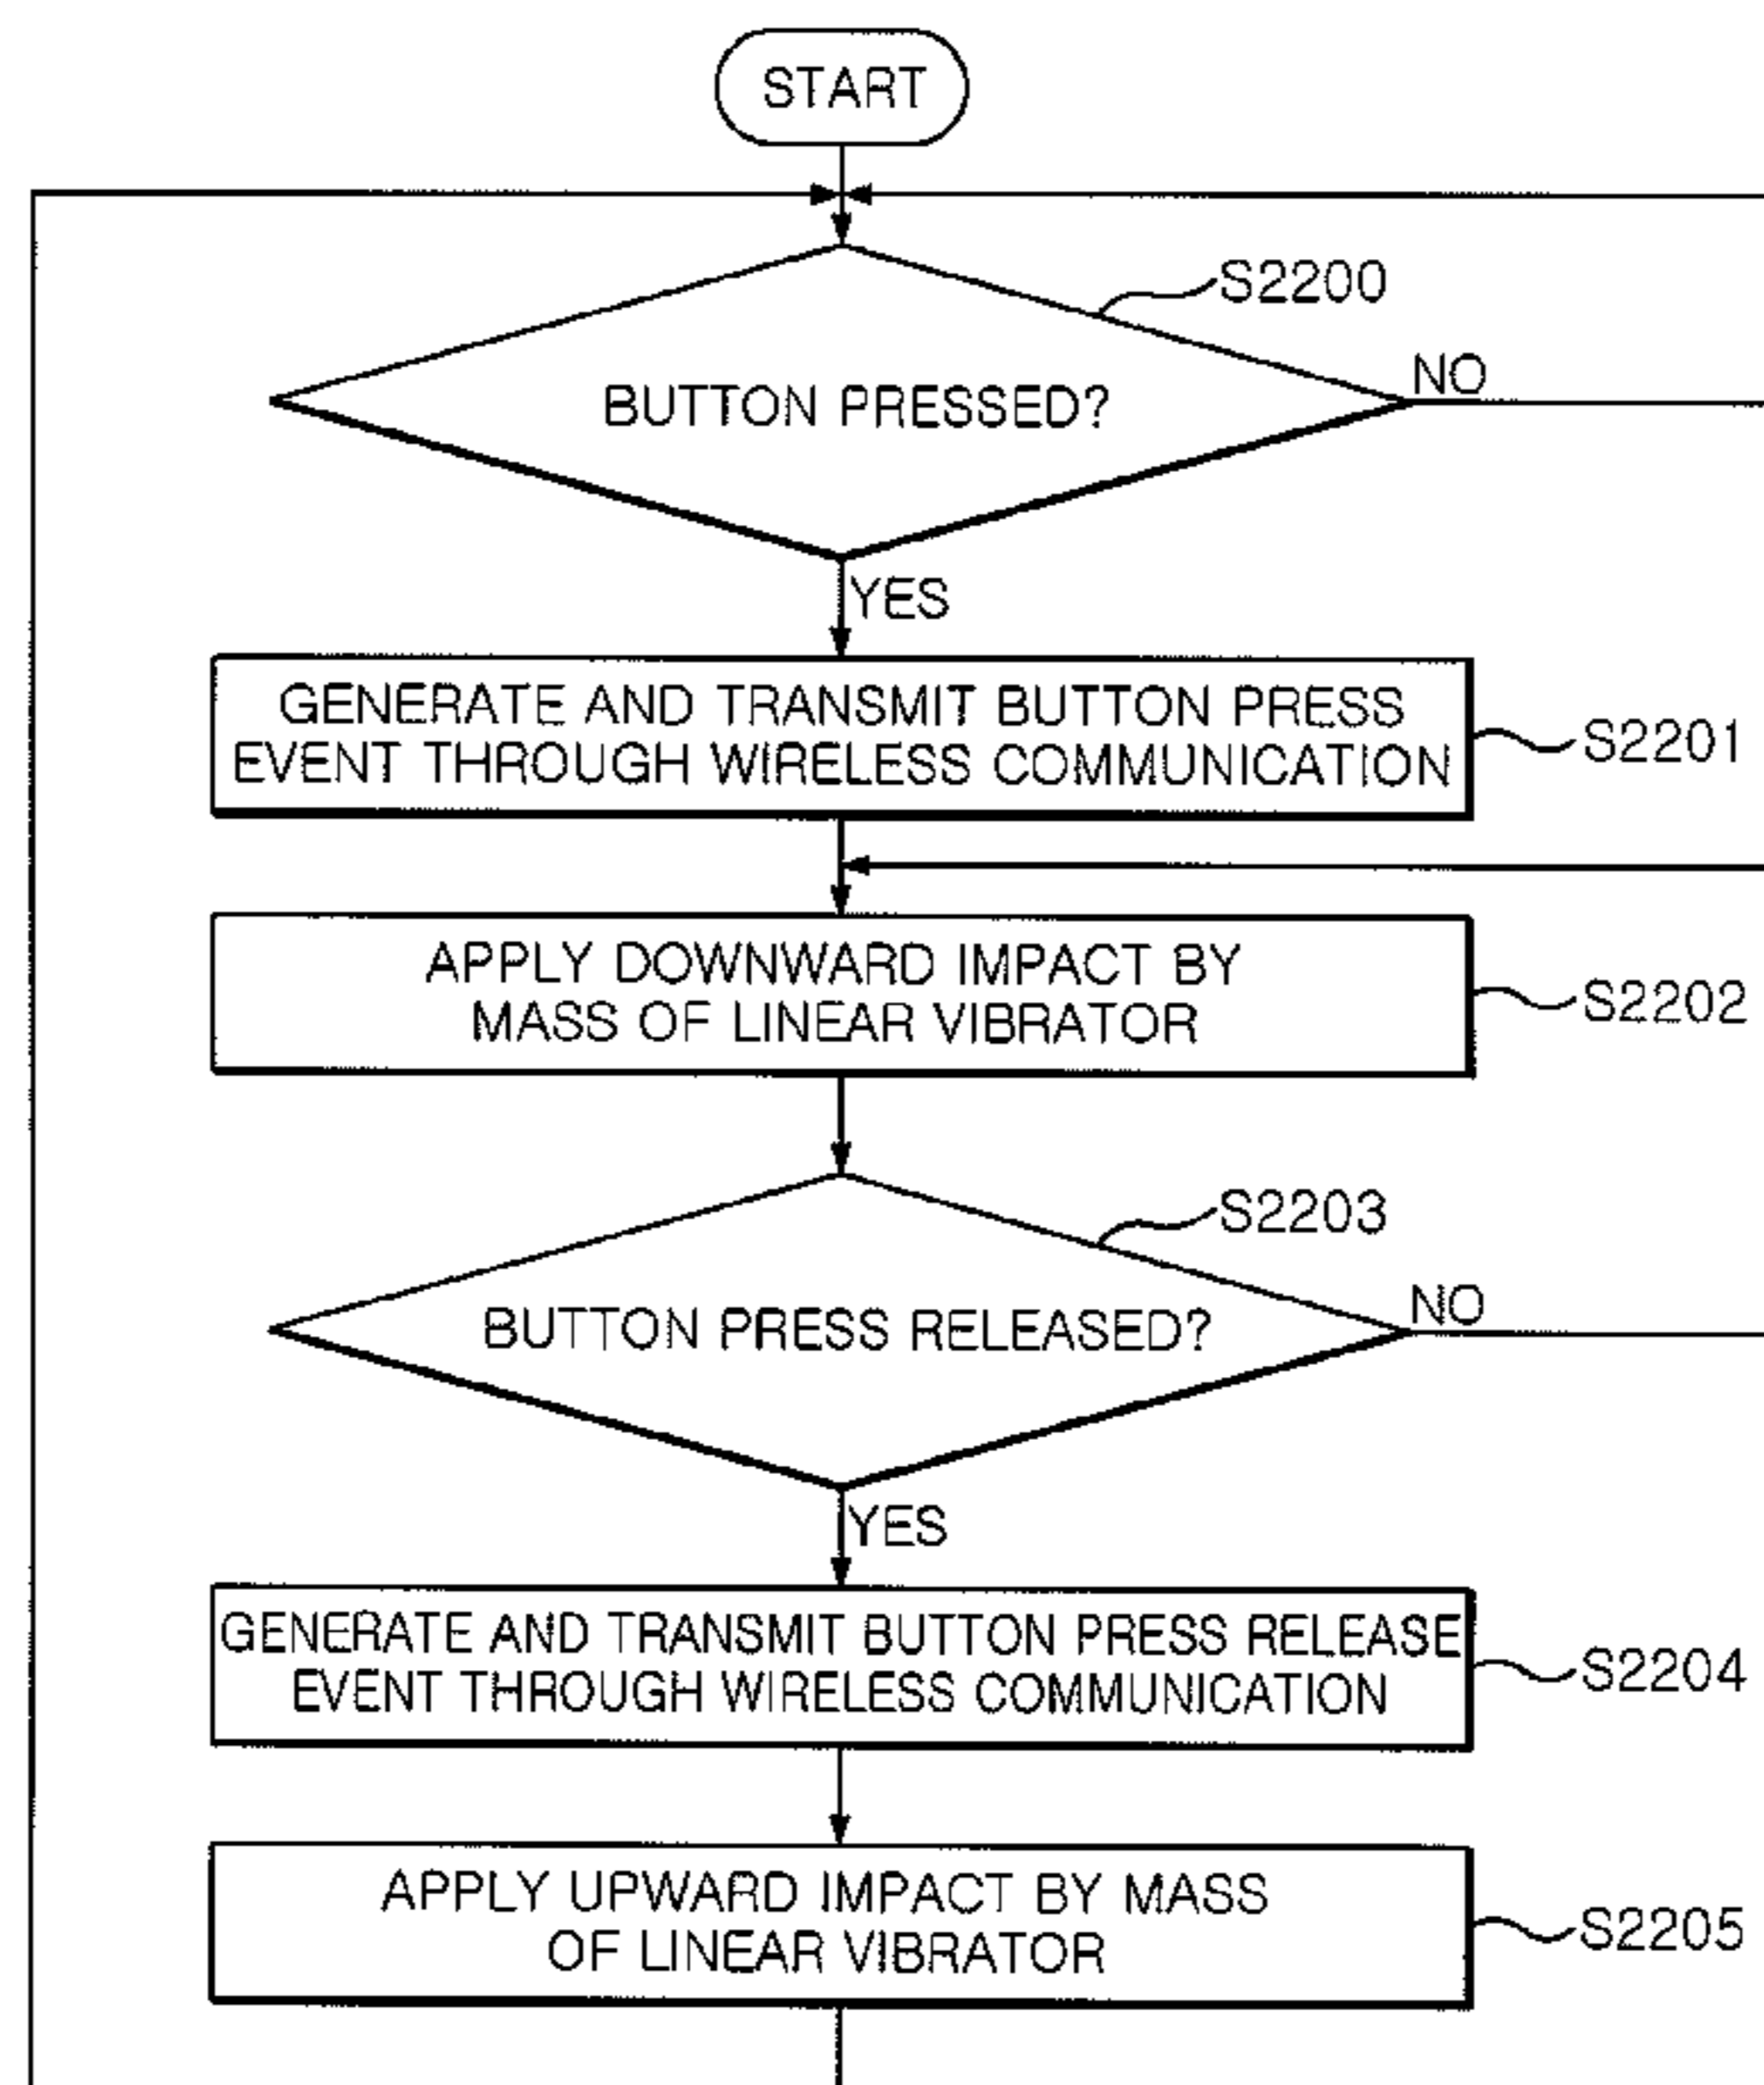 START
S2200
BUTTON PRESSED?
NO
YES
GENERATE AND TRANSMIT BUTTON PRESS
EVENT THROUGH WIRELESS COMMUNICATION
S2201
APPLY DOWNWARD IMPACT BY
MASS OF LINEAR VIBRATOR
S2202
S2203
BUTTON PRESS RELEASED?
NO
YES
GENERATE AND TRANSMIT BUTTON PRESS RELEASE
EVENT THROUGH WIRELESS COMMUNICATION
S2204
APPLY UPWARD IMPACT BY MASS
OF LINEAR VIBRATOR
S2205